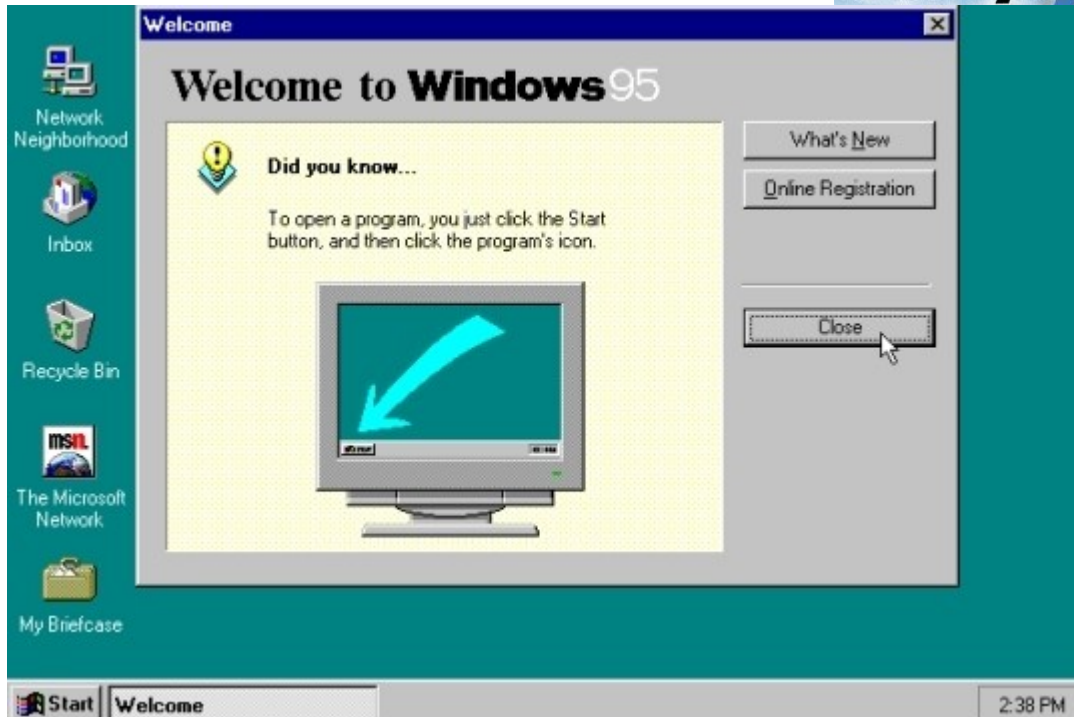 Welcome
Welcome to Windows 95
Did you know...
To open a program, you just click the Start
button, and then click the program's icon.
What's New
Online Registration
Close
Network
Neighborhood
Inbox
Recycle Bin
msn.
The Microsoft
Network
My Briefcase
Start
Welcome
2:38 PM